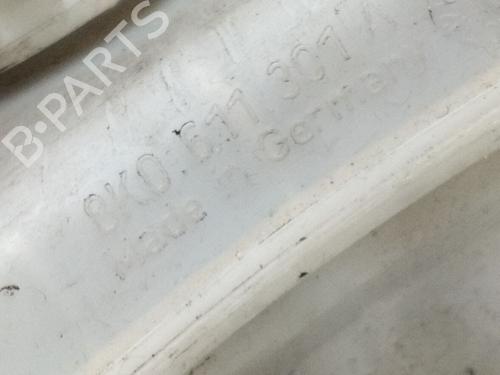 B-PARTS
8K0 611 301 A
Made in Germany